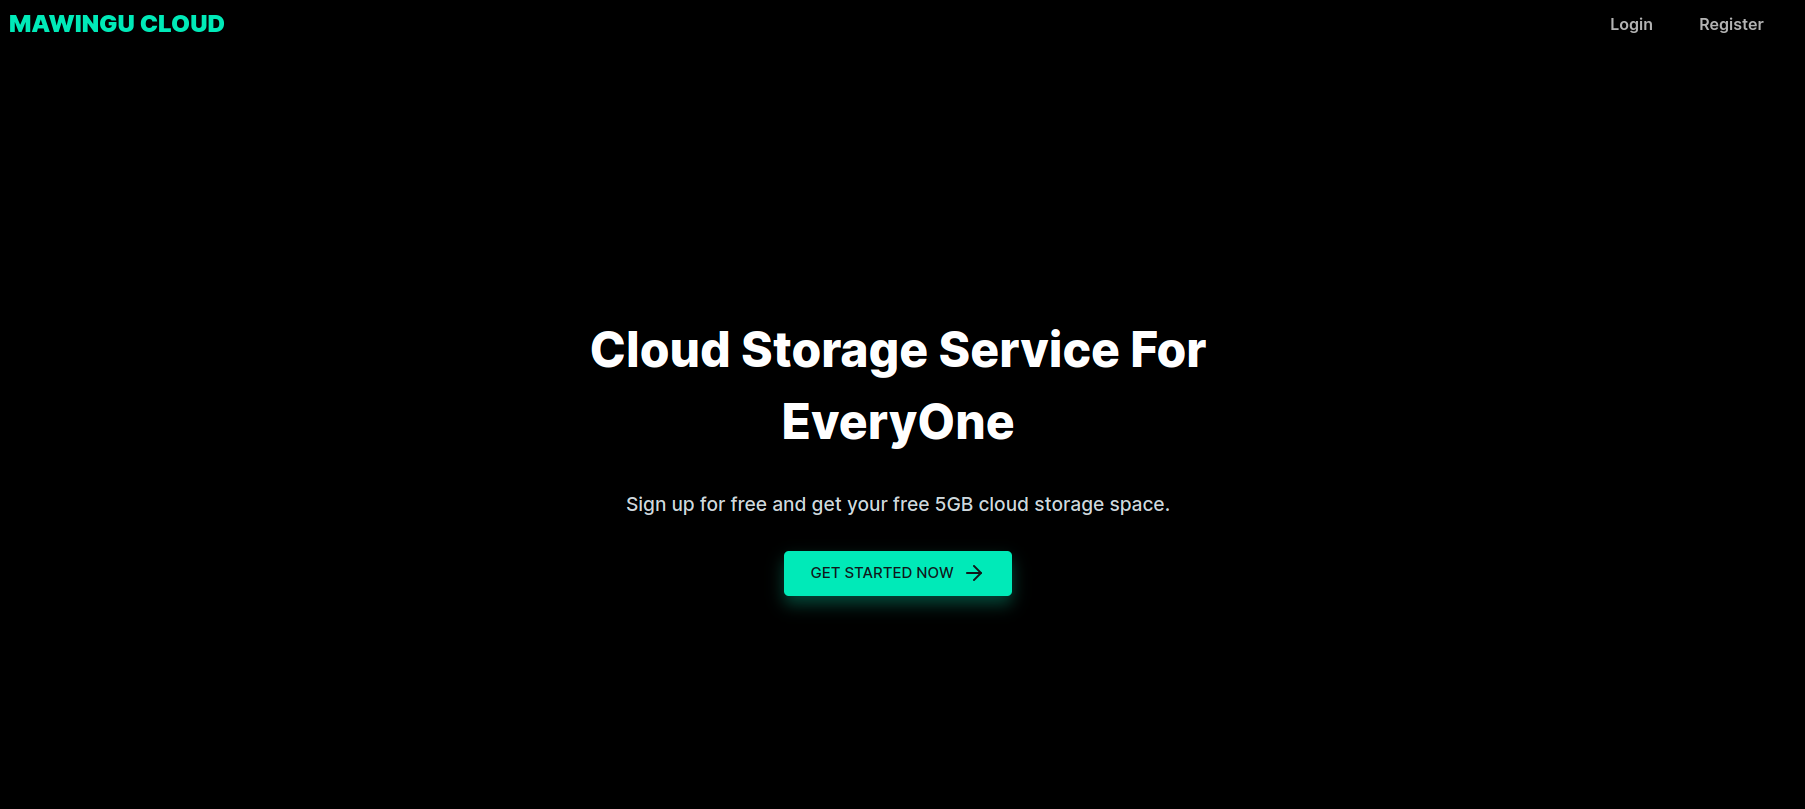 MAWINGU CLOUD
Login
Register
Cloud Storage Service For
EveryOne
Sign up for free and get your free 5GB cloud storage space.
GET STARTED NOW